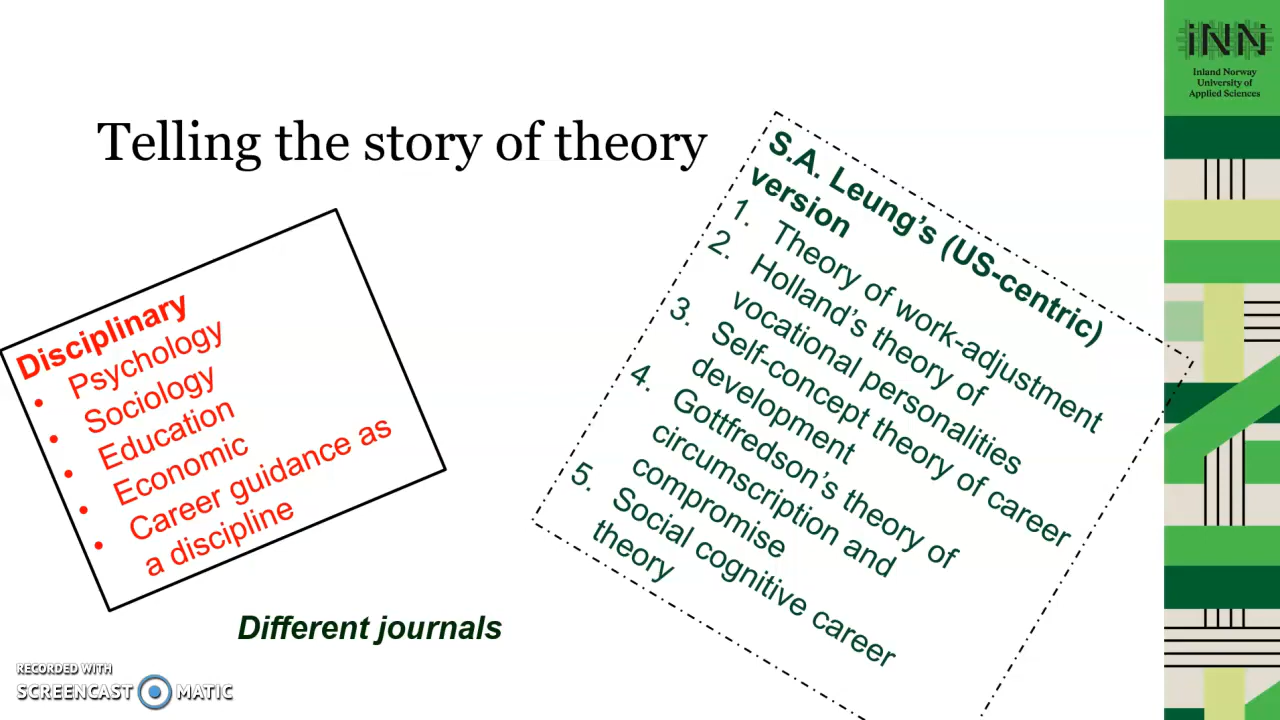 iNN
Inland Norway
University of
Applied Sciences
Telling the story of theory
Disciplinary
• Psychology
• Sociology
• Education
• Economic
• Career guidance as
a discipline
Different journals
S.A. Leung's (US-centric)
version
1. Theory of work-adjustment
2. Holland's theory of
vocational personalities
3. Self-concept theory of career
development
4. Gottfredson's theory of
circumscription and
compromise
5. Social cognitive career
theory
RECORDED WITH
SCREENCAST MATIC